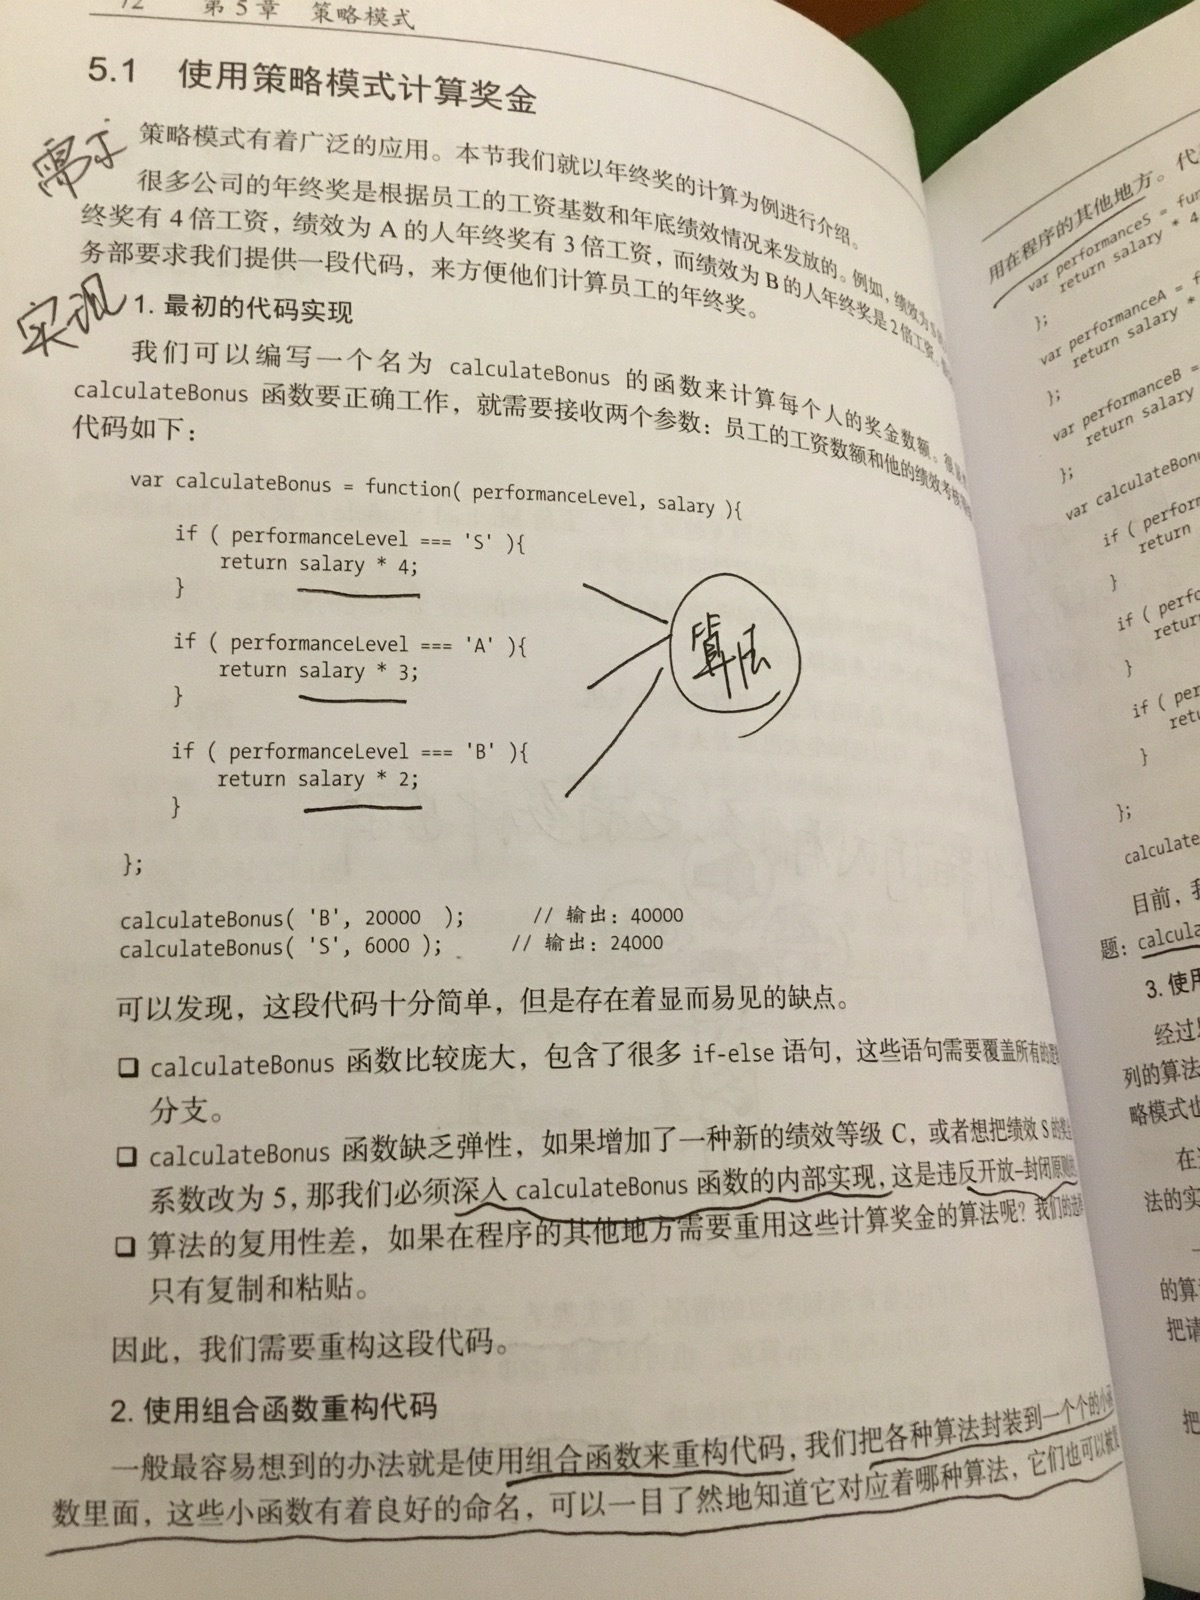 72 第 5 章 策略模式
5.1 使用策略模式计算奖金
策略模式有着广泛的应用。本节我们就以年终奖的计算为例进行介绍。
很多公司的年终奖是根据员工的工资基数和年底绩效情况来发放的。例如，绩效为
终奖有 4 倍工资，绩效为 A 的人年终奖有 3 倍工资，而绩效为 B 的人年终奖是 2 倍工资。
务部要求我们提供一段代码，来方便他们计算员工的年终奖。
实现
1. 最初的代码实现
我们可以编写一个名为 calculateBonus 的函数来计算每个人的奖金数额。
calculateBonus 函数要正确工作，就需要接收两个参数：员工的工资数额和他的绩效考核
代码如下：
var calculateBonus = function( performanceLevel, salary ){
if ( performanceLevel === 'S' ){
return salary * 4;
}
if ( performanceLevel === 'A' ){
return salary * 3;
}
if ( performanceLevel === 'B' ){
return salary * 2;
}
};
算法
calculateBonus( 'B', 20000 ); // 输出：40000
calculateBonus( 'S', 6000 ); // 输出：24000
可以发现，这段代码十分简单，但是存在着显而易见的缺点。
calculateBonus 函数比较庞大，包含了很多 if-else 语句，这些语句需要覆盖所有的
分支。
calculateBonus 函数缺乏弹性，如果增加了一种新的绩效等级 C，或者想把绩效 S 的奖金
系数改为 5，那我们必须深入 calculateBonus 函数的内部实现，这是违反开放–封闭原则
算法的复用性差，如果在程序的其他地方需要重用这些计算奖金的算法呢？我们的选择
只有复制和粘贴。
因此，我们需要重构这段代码。
2. 使用组合函数重构代码
一般最容易想到的办法就是使用组合函数来重构代码，我们把各种算法封装到一个个的小函
数里面，这些小函数有着良好的命名，可以一目了然地知道它对应着哪种算法，它们也可以被复
用在程序的其他地方。代
var performanceS = fun
return salary * 4
};
var performanceA = f
return salary *
};
var performanceB =
return salary
};
var calculateBonu
if ( perform
return
}
if ( perfo
retur
}
if ( per
retu
}
};
calculate
目前，我
题：calcula
3. 使用
经过
列的算法
略模式也
在
法的实
的算
把请
把